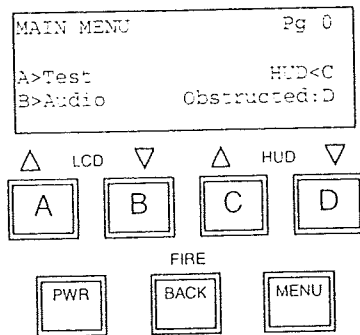 MAIN MENU Pg 0
A>Test HUD<C
B>Audio Obstructed:D
△ LCD ▽ △ HUD ▽
A B C D
FIRE
PWR BACK MENU